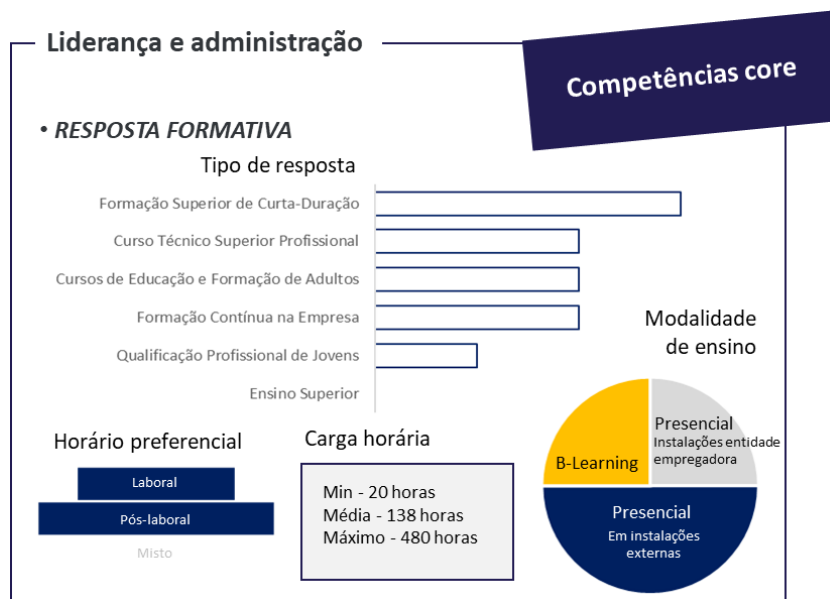 Liderança e administração
Competências core
• RESPOSTA FORMATIVA
Tipo de resposta
Formação Superior de Curta-Duração
Curso Técnico Superior Profissional
Cursos de Educação e Formação de Adultos
Formação Contínua na Empresa
Qualificação Profissional de Jovens
Ensino Superior
Modalidade
de ensino
Presencial
Instalações entidade
empregadora
B-Learning
Presencial
Em instalações
externas
Horário preferencial
Laboral
Pós-laboral
Misto
Carga horária
Min - 20 horas
Média - 138 horas
Máximo - 480 horas